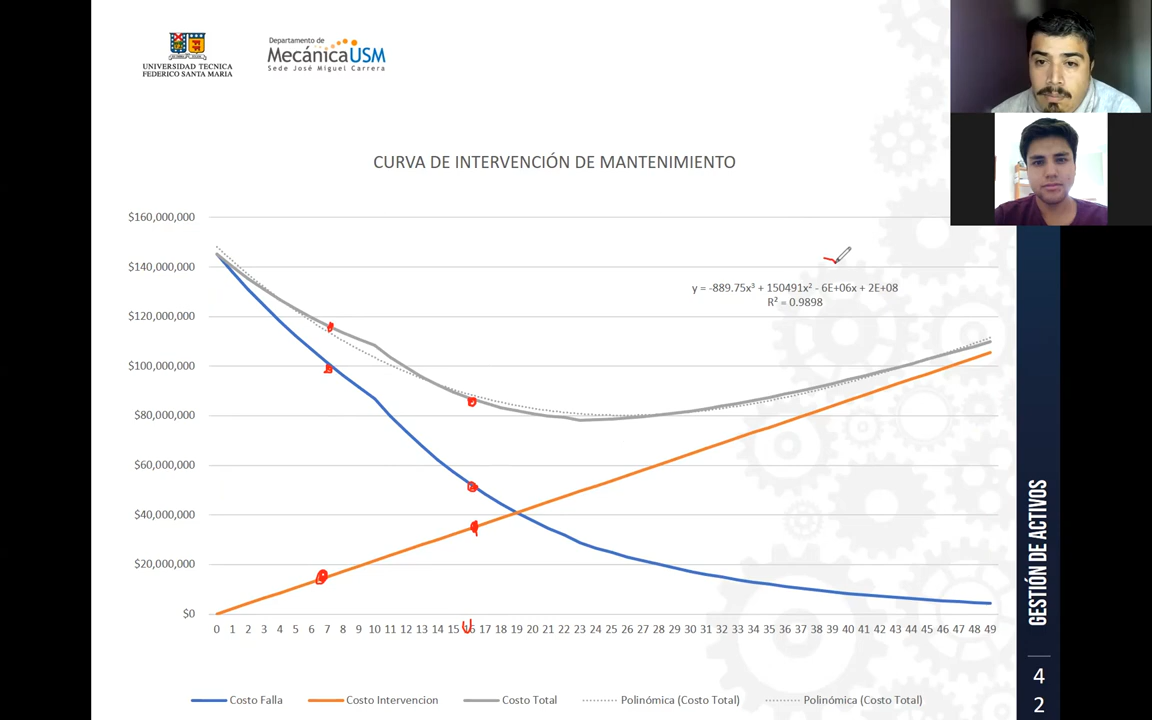 UNIVERSIDAD TECNICA
FEDERICO SANTA MARIA
Departamento de
MecánicaUSM
Sede José Miguel Carrera
CURVA DE INTERVENCIÓN DE MANTENIMIENTO
$160,000,000
$140,000,000
$120,000,000
$100,000,000
$80,000,000
$60,000,000
$40,000,000
$20,000,000
$0
y = -889.75x³ + 150491x² - 6E+06x + 2E+08
R² = 0.9898
0 1 2 3 4 5 6 7 8 9 10 11 12 13 14 15 16 17 18 19 20 21 22 23 24 25 26 27 28 29 30 31 32 33 34 35 36 37 38 39 40 41 42 43 44 45 46 47 48 49
Costo Falla Costo Intervencion Costo Total Polinómica (Costo Total) Polinómica (Costo Total)
GESTIÓN DE ACTIVOS
4
2